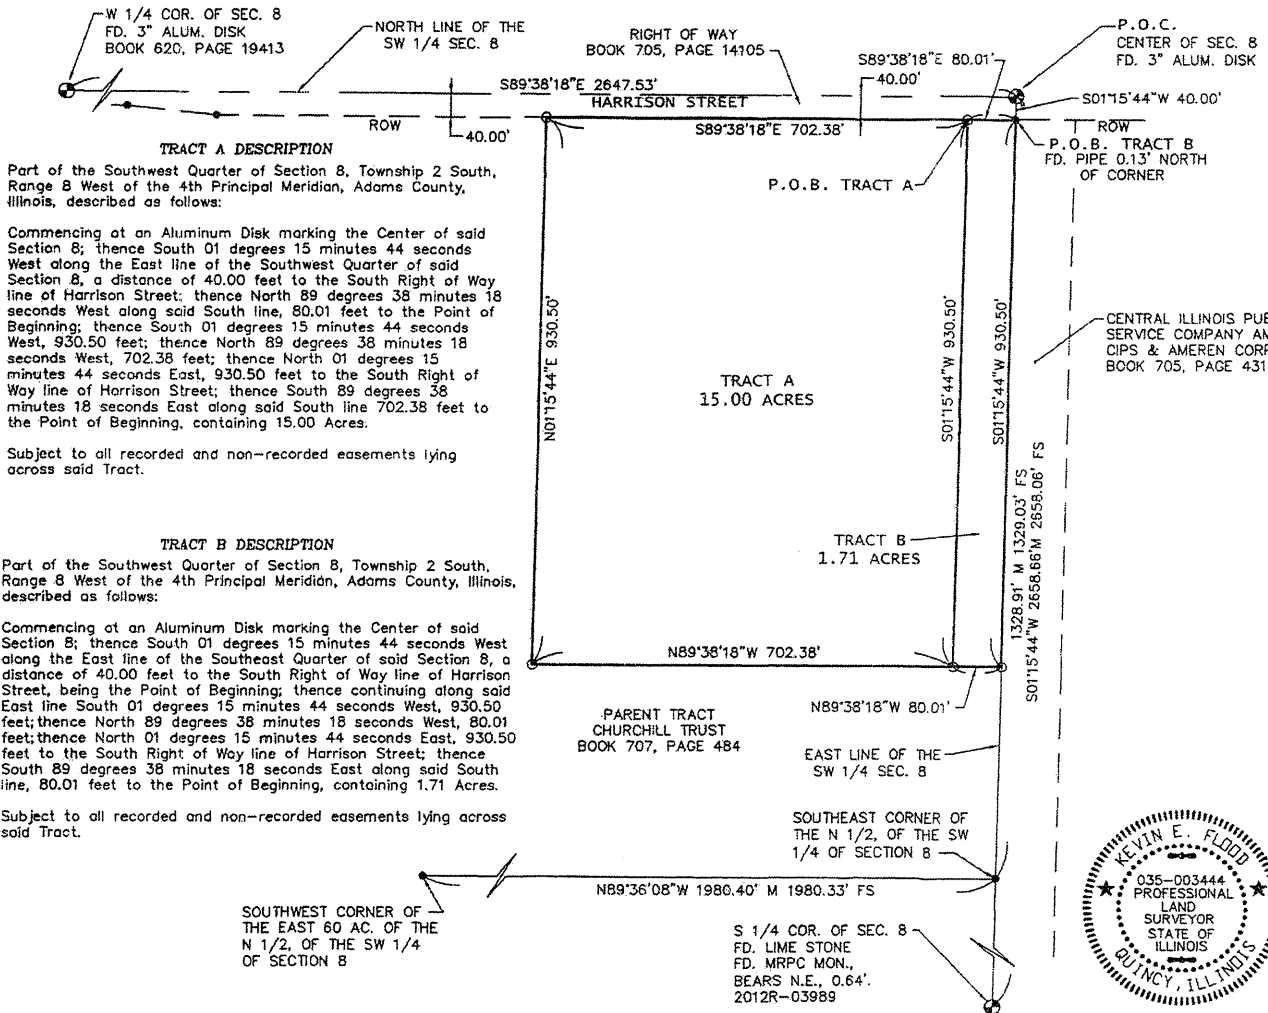 W 1/4 COR. OF SEC. 8
FD. 3" ALUM. DISK
BOOK 620, PAGE 19413
NORTH LINE OF THE
SW 1/4 SEC. 8
RIGHT OF WAY
BOOK 705, PAGE 14105
P.O.C.
CENTER OF SEC. 8
FD. 3" ALUM. DISK
S89°38'18"E 80.01'
40.00'
S89°38'18"E 2647.53'
HARRISON STREET
S01°15'44"W 40.00'
ROW
40.00'
S89°38'18"E 702.38'
ROW
P.O.B. TRACT B
FD. PIPE 0.13' NORTH
OF CORNER
P.O.B. TRACT A
TRACT A DESCRIPTION
Part of the Southwest Quarter of Section 8, Township 2 South,
Range 8 West of the 4th Principal Meridian, Adams County,
Illinois, described as follows:
Commencing at an Aluminum Disk marking the Center of said
Section 8; thence South 01 degrees 15 minutes 44 seconds
West along the East line of the Southwest Quarter of said
Section 8, a distance of 40.00 feet to the South Right of Way
line of Harrison Street; thence North 89 degrees 38 minutes 18
seconds West along said South line, 80.01 feet to the Point of
Beginning; thence South 01 degrees 15 minutes 44 seconds
West, 930.50 feet; thence North 89 degrees 38 minutes 18
seconds West, 702.38 feet; thence North 01 degrees 15
minutes 44 seconds East, 930.50 feet to the South Right of
Way line of Harrison Street; thence South 89 degrees 38
minutes 18 seconds East along said South line 702.38 feet to
the Point of Beginning, containing 15.00 Acres.
Subject to all recorded and non-recorded easements lying
across said Tract.
N01°15'44"E 930.50'
TRACT A
15.00 ACRES
S01°15'44"W 930.50'
S01°15'44"W 930.50'
CENTRAL ILLINOIS PUB
SERVICE COMPANY AM
CIPS & AMEREN CORP
BOOK 705, PAGE 431
TRACT B
1.71 ACRES
1328.91' M 1329.03' FS
S01°15'44"W 2658.66'M 2658.06' FS
TRACT B DESCRIPTION
Part of the Southwest Quarter of Section 8, Township 2 South,
Range 8 West of the 4th Principal Meridian, Adams County, Illinois,
described as follows:
Commencing at an Aluminum Disk marking the Center of said
Section 8; thence South 01 degrees 15 minutes 44 seconds West
along the East line of the Southeast Quarter of said Section 8, a
distance of 40.00 feet to the South Right of Way line of Harrison
Street, being the Point of Beginning; thence continuing along said
East line South 01 degrees 15 minutes 44 seconds West, 930.50
feet; thence North 89 degrees 38 minutes 18 seconds West, 80.01
feet; thence North 01 degrees 15 minutes 44 seconds East, 930.50
feet to the South Right of Way line of Harrison Street; thence
South 89 degrees 38 minutes 18 seconds East along said South
line, 80.01 feet to the Point of Beginning, containing 1.71 Acres.
Subject to all recorded and non-recorded easements lying across
said Tract.
N89°38'18"W 702.38'
N89°38'18"W 80.01'
PARENT TRACT
CHURCHILL TRUST
BOOK 707, PAGE 484
EAST LINE OF THE
SW 1/4 SEC. 8
SOUTHEAST CORNER OF
THE N 1/2, OF THE SW
1/4 OF SECTION 8
N89°36'08"W 1980.40' M 1980.33' FS
SOUTHWEST CORNER OF
THE EAST 60 AC. OF THE
N 1/2, OF THE SW 1/4
OF SECTION 8
S 1/4 COR. OF SEC. 8
FD. LIME STONE
FD. MRPC MON.,
BEARS N.E., 0.64'.
2012R-03989
KEVIN E. FLOOD
035-003444
PROFESSIONAL
LAND
SURVEYOR
STATE OF
ILLINOIS
QUINCY, ILLINOIS